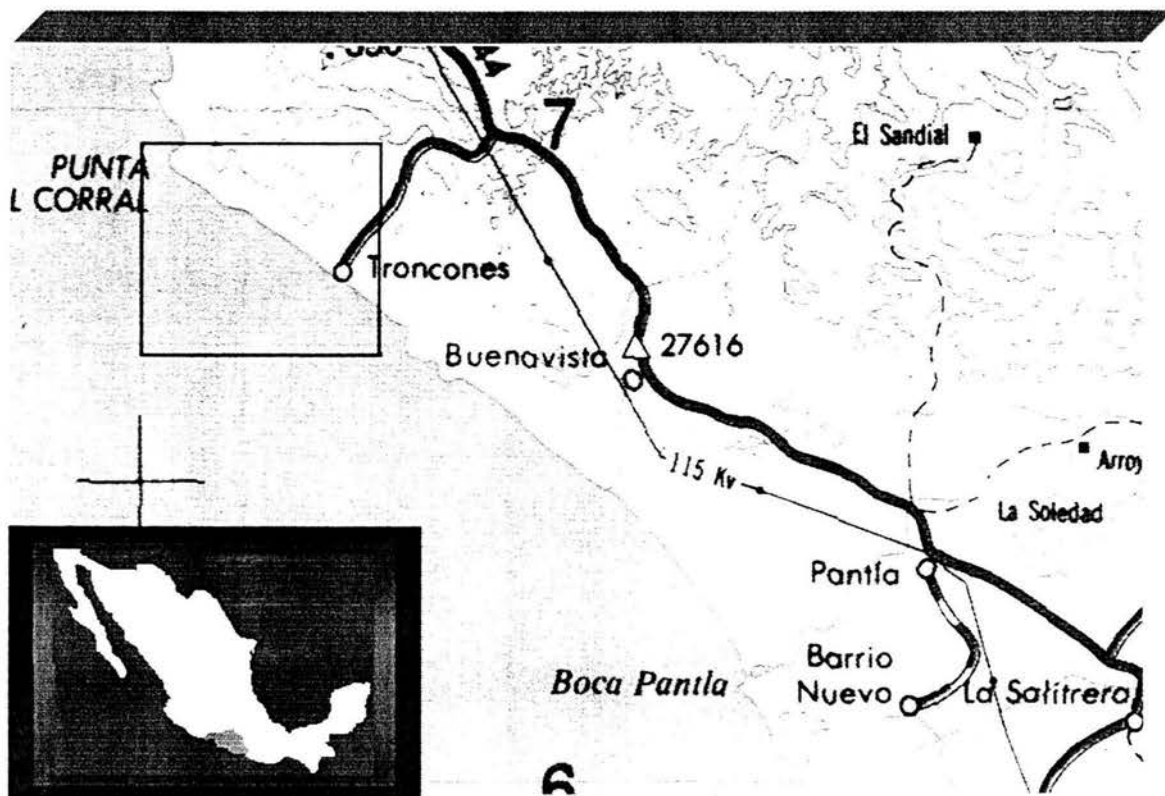 7
El Sandial
PUNTA
L CORRAL
Troncones
Buenavista
27616
115 Kv
Arroy
La Soledad
Pantla
Barrio
Nuevo
La Salitrera
Boca Pantla
6